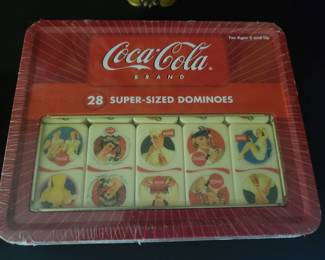 For Ages 5 and Up
Coca-Cola
BRAND
28 SUPER-SIZED DOMINOES